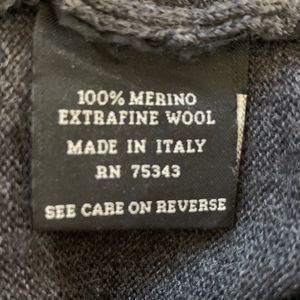 100% MERINO
EXTRAFINE WOOL
MADE IN ITALY
RN 75343
SEE CARE ON REVERSE